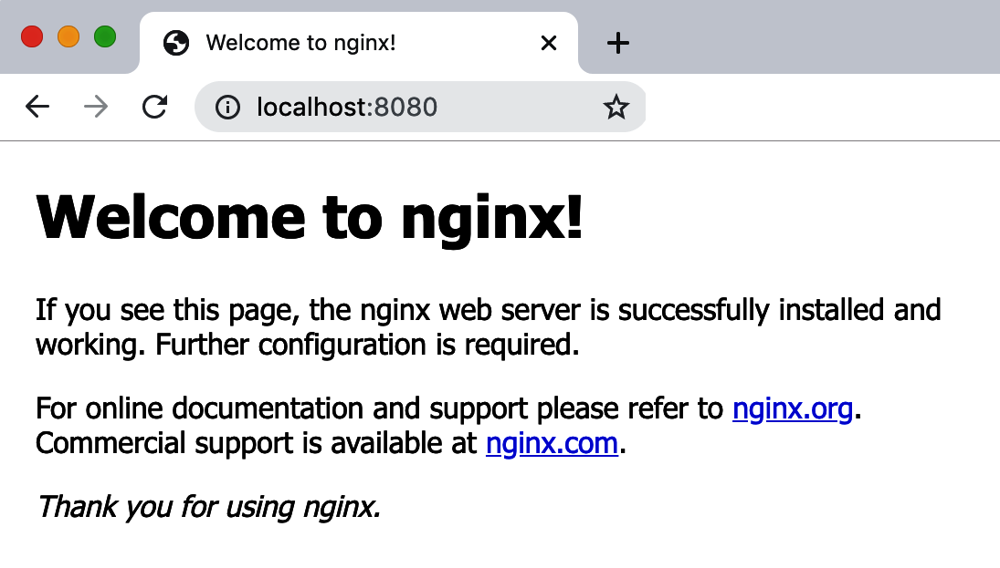 Welcome to nginx!
localhost:8080
Welcome to nginx!
If you see this page, the nginx web server is successfully installed and
working. Further configuration is required.
For online documentation and support please refer to nginx.org.
Commercial support is available at nginx.com.
Thank you for using nginx.